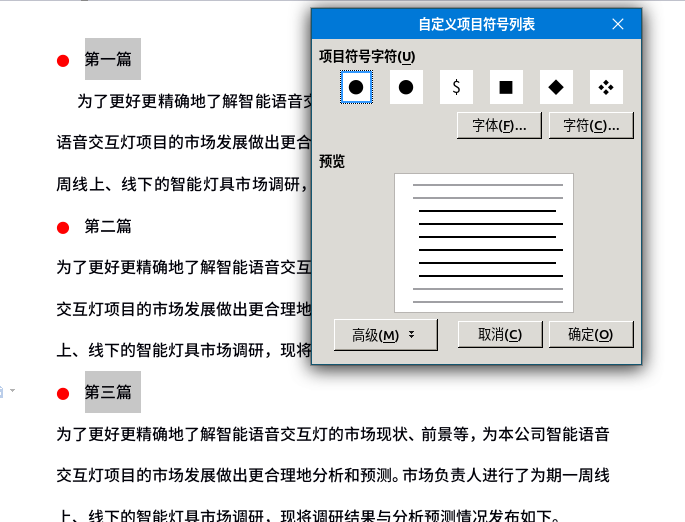 自定义项目符号列表
项目符号字符(U)
$
字体(F)...
字符(C)...
预览
高级(M)
取消(C)
确定(O)
第一篇
为了更好更精确地了解智能语音交
语音交互灯项目的市场发展做出更合
周线上、线下的智能灯具市场调研，
第二篇
为了更好更精确地了解智能语音交互
交互灯项目的市场发展做出更合理地
上、线下的智能灯具市场调研，现将
第三篇
为了更好更精确地了解智能语音交互灯的市场现状、前景等，为本公司智能语音
交互灯项目的市场发展做出更合理地分析和预测。市场负责人进行了为期一周线
上、线下的智能灯具市场调研，现将调研结果与分析预测情况发布如下。